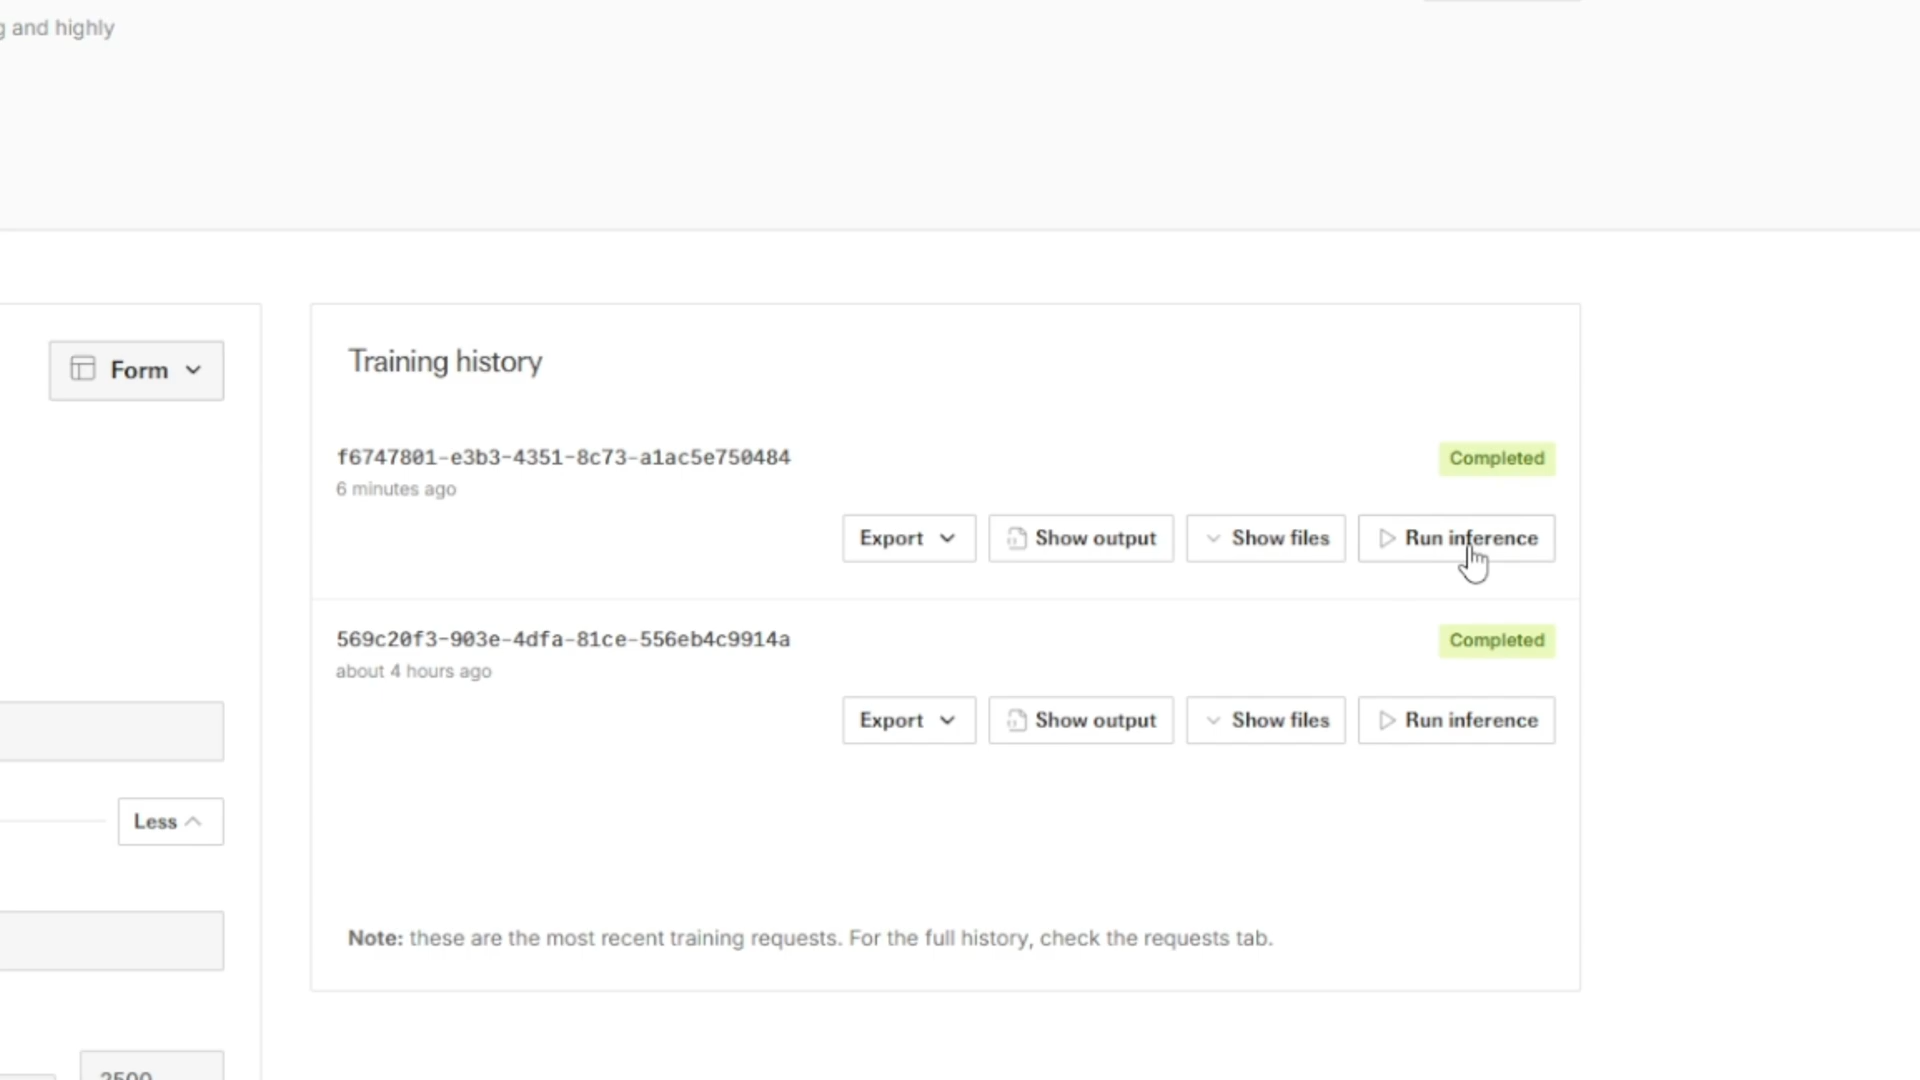 g and highly
Form
Training history
f6747801-e3b3-4351-8c73-a1ac5e750484
Completed
6 minutes ago
Export
Show output
Show files
Run inference
569c20f3-903e-4dfa-81ce-556eb4c9914a
Completed
about 4 hours ago
Export
Show output
Show files
Run inference
Less
Note: these are the most recent training requests. For the full history, check the requests tab.
2500